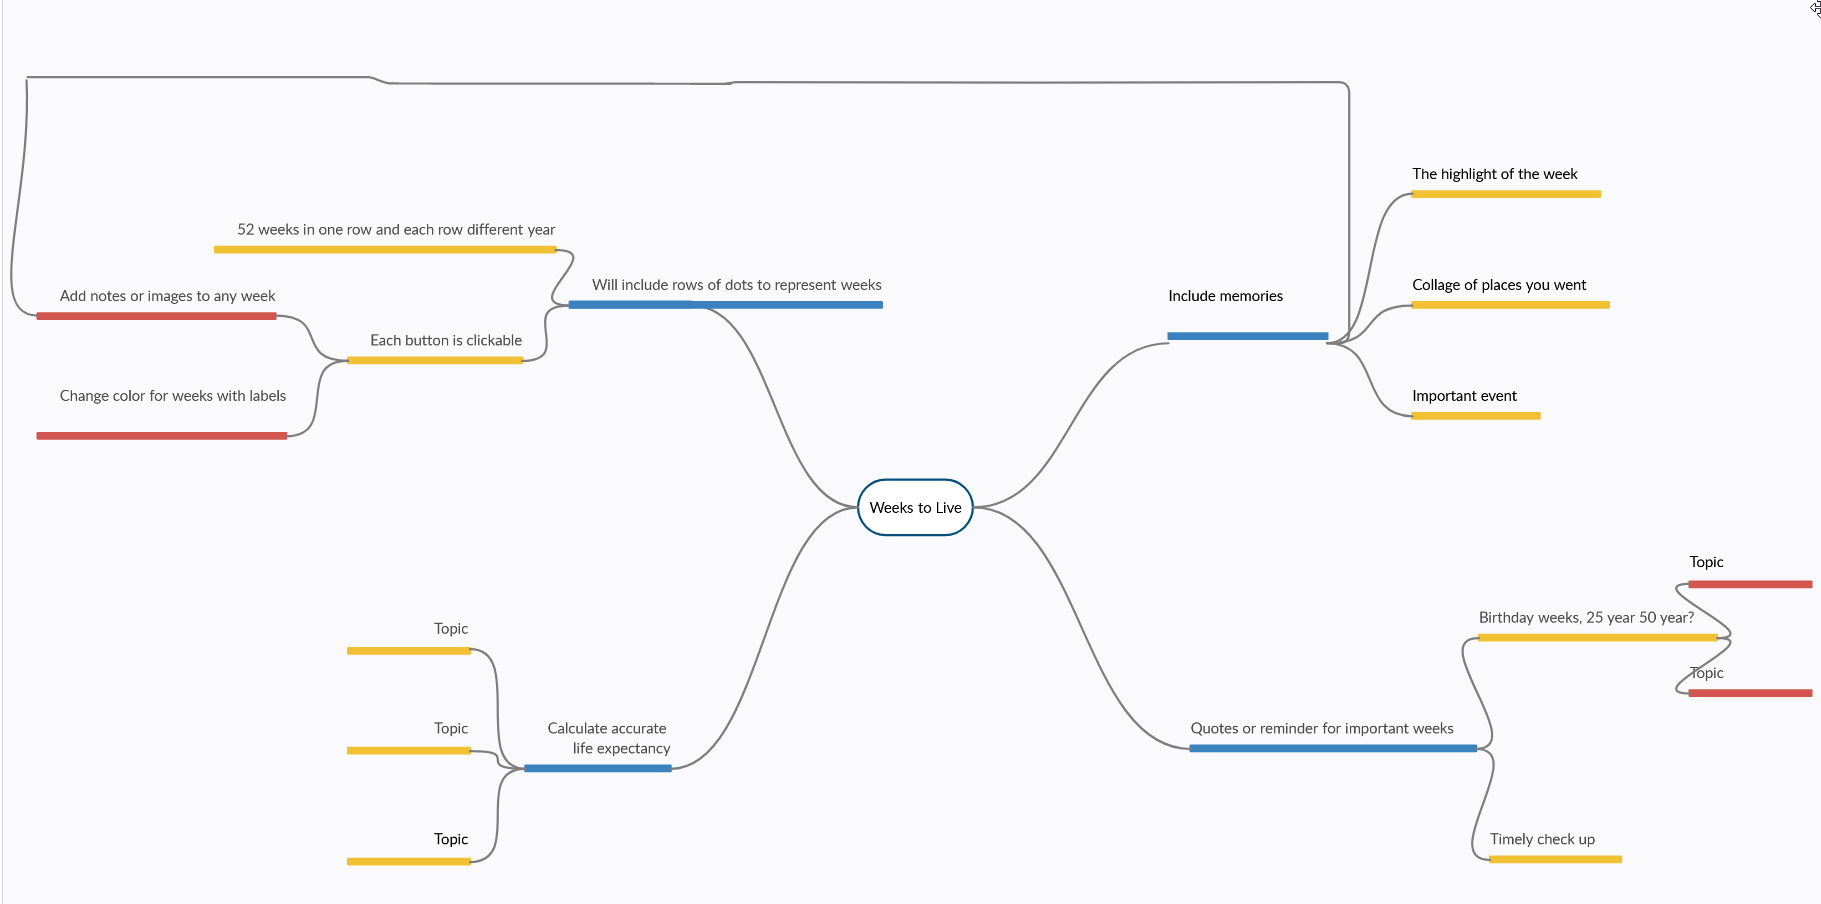 The highlight of the week
52 weeks in one row and each row different year
Will include rows of dots to represent weeks
Collage of places you went
Add notes or images to any week
Include memories
Each button is clickable
Change color for weeks with labels
Important event
Weeks to Live
Topic
Birthday weeks, 25 year 50 year?
Topic
Topic
Topic
Calculate accurate
life expectancy
Quotes or reminder for important weeks
Topic
Timely check up